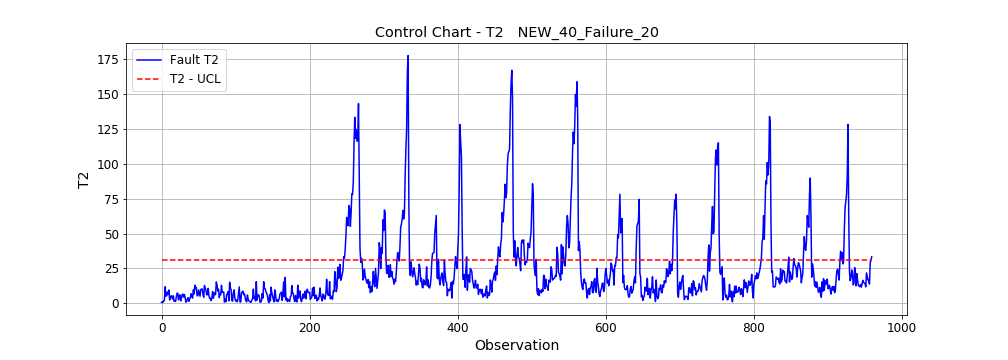 Control Chart - T2   NEW_40_Failure_20
Fault T2
T2 - UCL
175
150
125
100
75
50
25
0
T2
0 200 400 600 800 1000
Observation